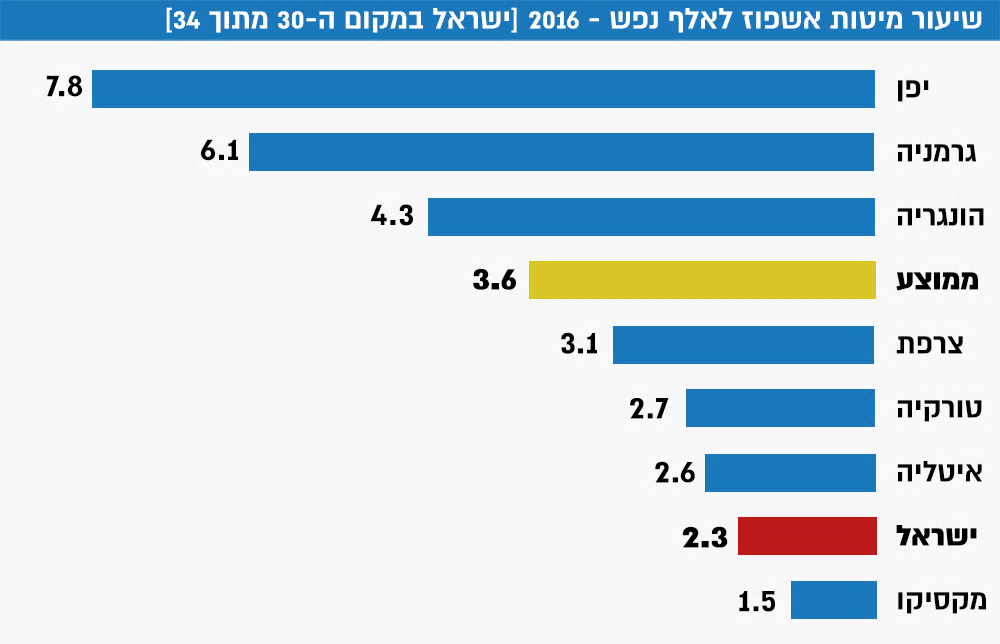 שיעור מיטות אשפוז לאלף נפש - 2016 [ישראל במקום ה-30 מתוך 34]
יפן 7.8
גרמניה 6.1
הונגריה 4.3
ממוצע 3.6
צרפת 3.1
טורקיה 2.7
איטליה 2.6
ישראל 2.3
מקסיקו 1.5